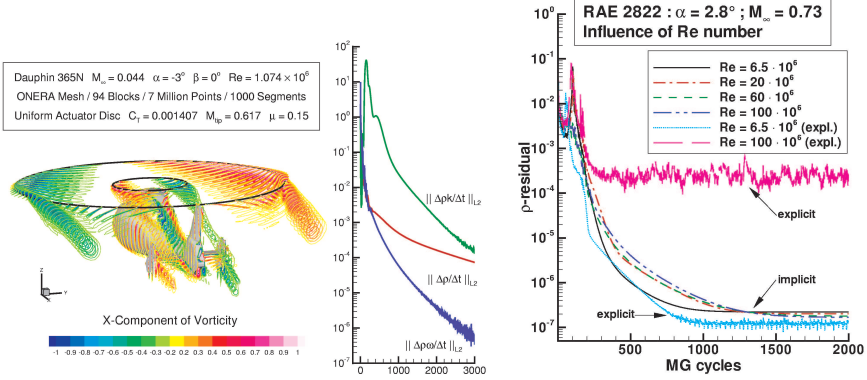 Dauphin 365N M∞ = 0.044 α = -3° β = 0° Re = 1.074 × 10⁶
ONERA Mesh / 94 Blocks / 7 Million Points / 1000 Segments
Uniform Actuator Disc C_T = 0.001407 M_tip = 0.617 μ = 0.15
Z
Y
X
X-Component of Vorticity
-1 -0.9 -0.8 -0.7 -0.6 -0.5 -0.4 -0.3 -0.2 -0.1 0.1 0.2 0.3 0.4 0.5 0.6 0.7 0.8 0.9 1
10²
10¹
10⁰
10⁻¹
10⁻²
10⁻³
10⁻⁴
10⁻⁵
10⁻⁶
10⁻⁷
|| Δρk/Δt ||L2
|| Δρ/Δt ||L2
|| Δρω/Δt ||L2
0 1000 2000 3000
RAE 2822 : α = 2.8° ; M∞ = 0.73
Influence of Re number
Re = 6.5 · 10⁶
Re = 20 · 10⁶
Re = 60 · 10⁶
Re = 100 · 10⁶
Re = 6.5 · 10⁶ (expl.)
Re = 100 · 10⁶ (expl.)
10⁰
10⁻¹
10⁻²
10⁻³
10⁻⁴
10⁻⁵
10⁻⁶
10⁻⁷
ρ-residual
explicit
implicit
explicit
500 1000 1500 2000
MG cycles